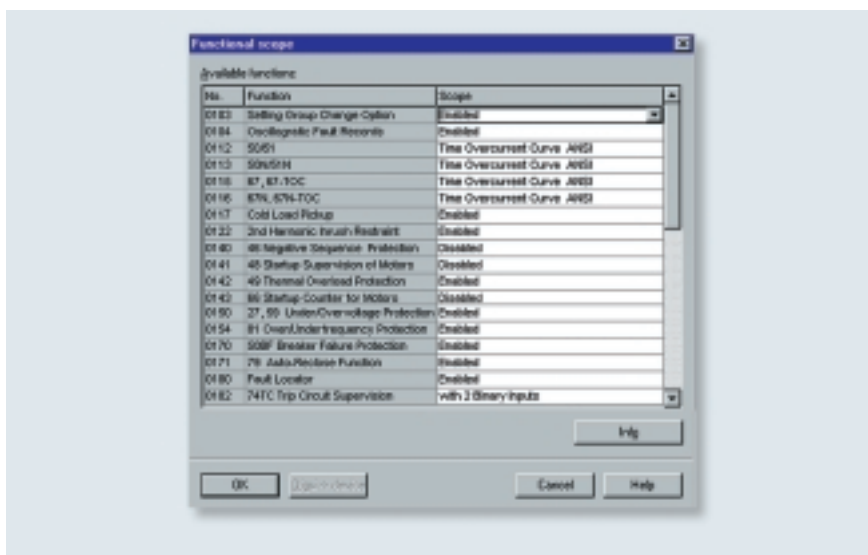 Functional scope
Available functions:
No. Function Scope
0103 Setting Group Change Option Enabled
0104 Oscillographic Fault Records Enabled
0112 50/51 Time Overcurrent Curve ANSI
0113 50N/51N Time Overcurrent Curve ANSI
0115 67, 67-TOC Time Overcurrent Curve ANSI
0116 67N, 67N-TOC Time Overcurrent Curve ANSI
0117 Cold Load Pickup Enabled
0122 2nd Harmonic Inrush Restraint Enabled
0140 46 Negative Sequence Protection Disabled
0141 48 Startup Supervision of Motors Disabled
0142 49 Thermal Overload Protection Enabled
0143 66 Startup Counter for Motors Disabled
0150 27, 59 Under/Overvoltage Protection Enabled
0154 81 Over/Underfrequency Protection Enabled
0170 50BF Breaker Failure Protection Enabled
0171 79 Auto-Reclose Function Enabled
0180 Fault Locator Enabled
0182 74TC Trip Circuit Supervision with 2 Binary Inputs
Info
OK Cancel Help